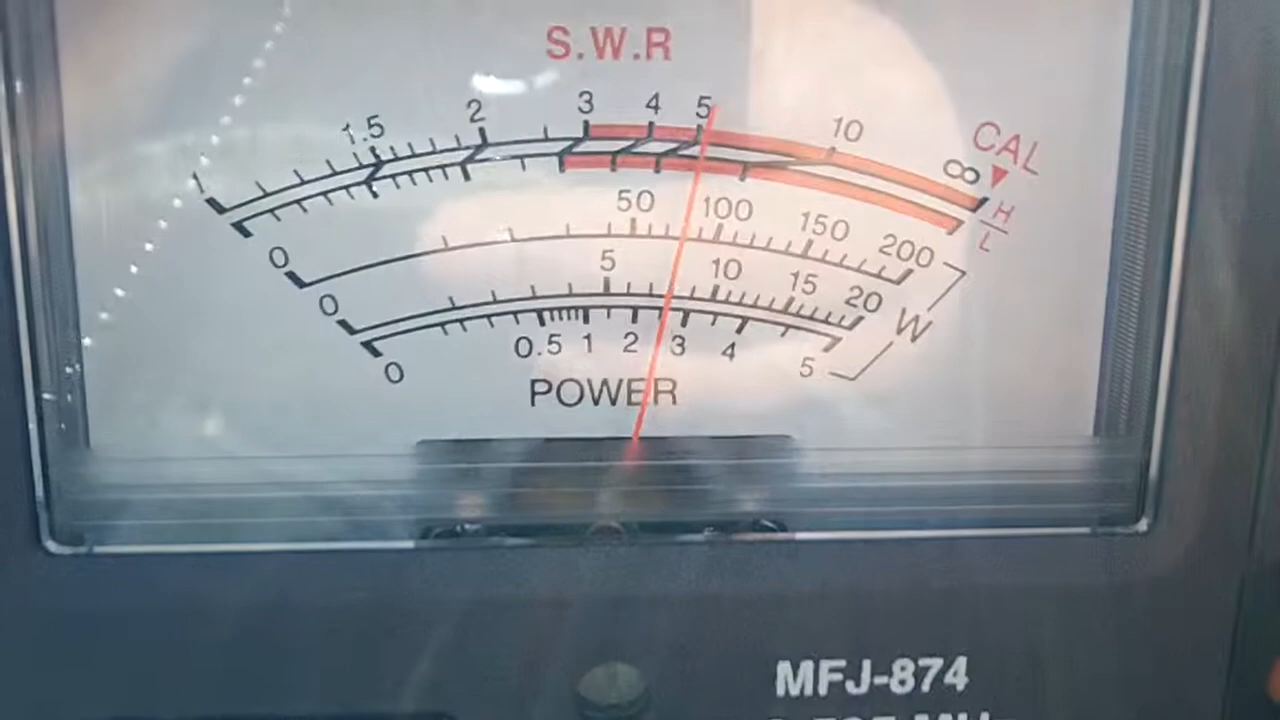 S.W.R
1 1.5 2 3 4 5 10 ∞ CAL
H
L
0 50 100 150 200
0 5 10 15 20 W
0 0.5 1 2 3 4 5
POWER
MFJ-874